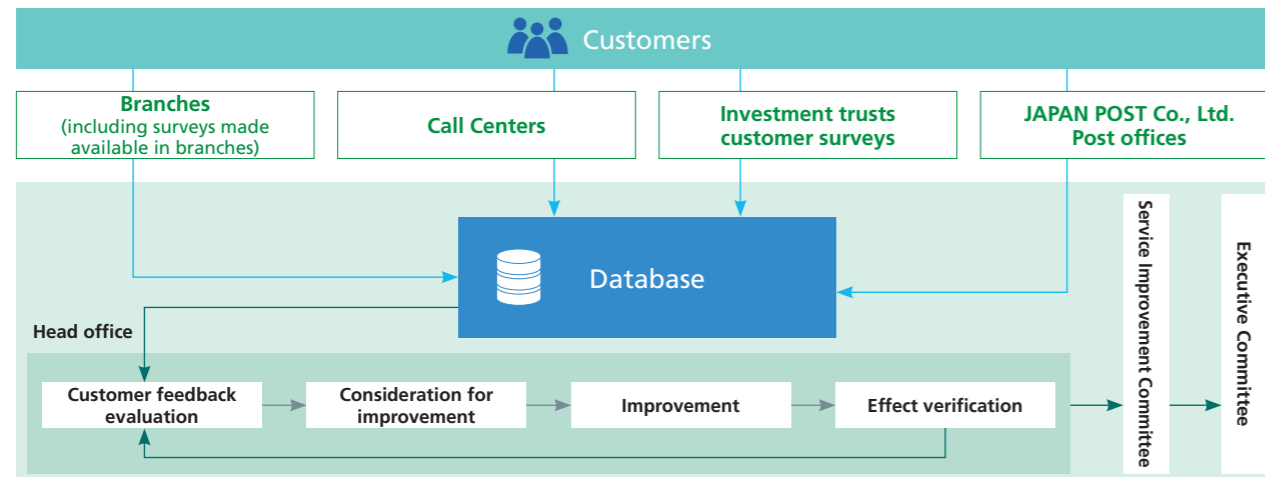 Customers
Branches
(including surveys made
available in branches)
Call Centers
Investment trusts
customer surveys
JAPAN POST Co., Ltd.
Post offices
Database
Head office
Customer feedback
evaluation
Consideration for
improvement
Improvement
Effect verification
Service Improvement Committee
Executive Committee